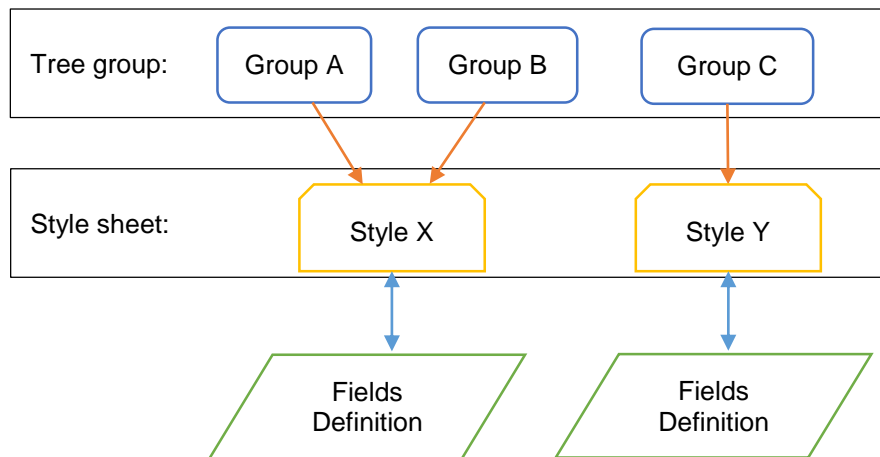 Tree group:
Group A
Group B
Group C
Style sheet:
Style X
Style Y
Fields
Definition
Fields
Definition